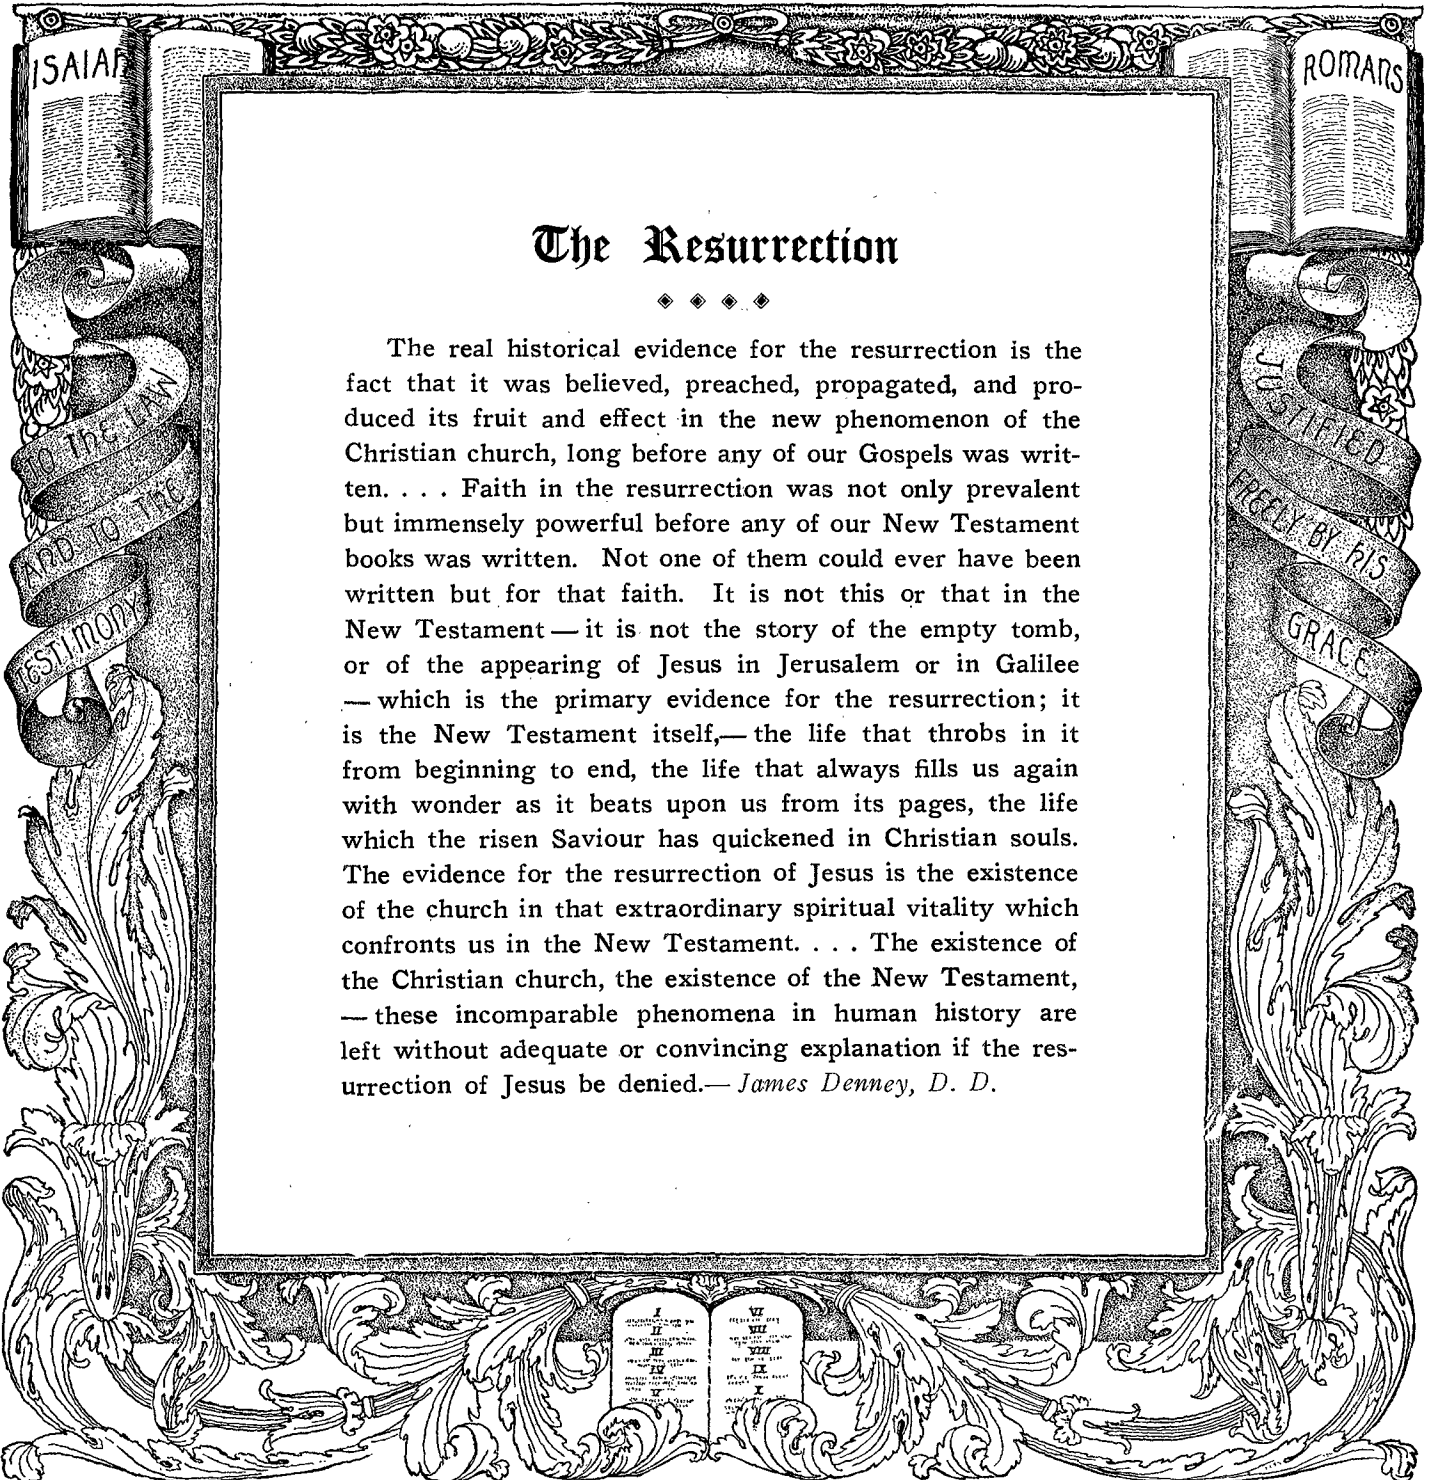 ISAIAH
ROMANS
TO THE LAW
AND TO THE
TESTIMONY
JUSTIFIED
FREELY BY HIS
GRACE
The Resurrection
The real historical evidence for the resurrection is the
fact that it was believed, preached, propagated, and pro-
duced its fruit and effect in the new phenomenon of the
Christian church, long before any of our Gospels was writ-
ten. . . . Faith in the resurrection was not only prevalent
but immensely powerful before any of our New Testament
books was written. Not one of them could ever have been
written but for that faith. It is not this or that in the
New Testament — it is not the story of the empty tomb,
or of the appearing of Jesus in Jerusalem or in Galilee
— which is the primary evidence for the resurrection; it
is the New Testament itself,— the life that throbs in it
from beginning to end, the life that always fills us again
with wonder as it beats upon us from its pages, the life
which the risen Saviour has quickened in Christian souls.
The evidence for the resurrection of Jesus is the existence
of the church in that extraordinary spiritual vitality which
confronts us in the New Testament. . . . The existence of
the Christian church, the existence of the New Testament,
— these incomparable phenomena in human history are
left without adequate or convincing explanation if the res-
urrection of Jesus be denied.— James Denney, D. D.
I
II
III
IV
V
VI
VII
VIII
IX
X